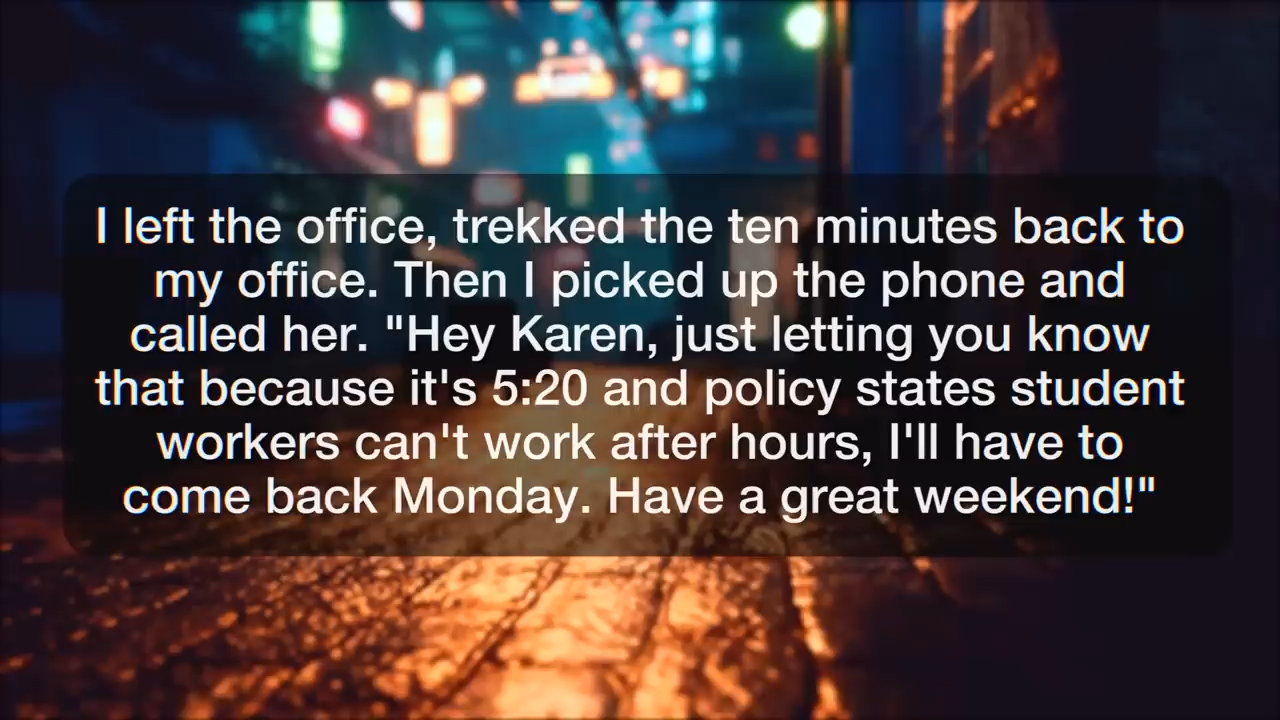 I left the office, trekked the ten minutes back to
my office. Then I picked up the phone and
called her. "Hey Karen, just letting you know
that because it's 5:20 and policy states student
workers can't work after hours, I'll have to
come back Monday. Have a great weekend!"